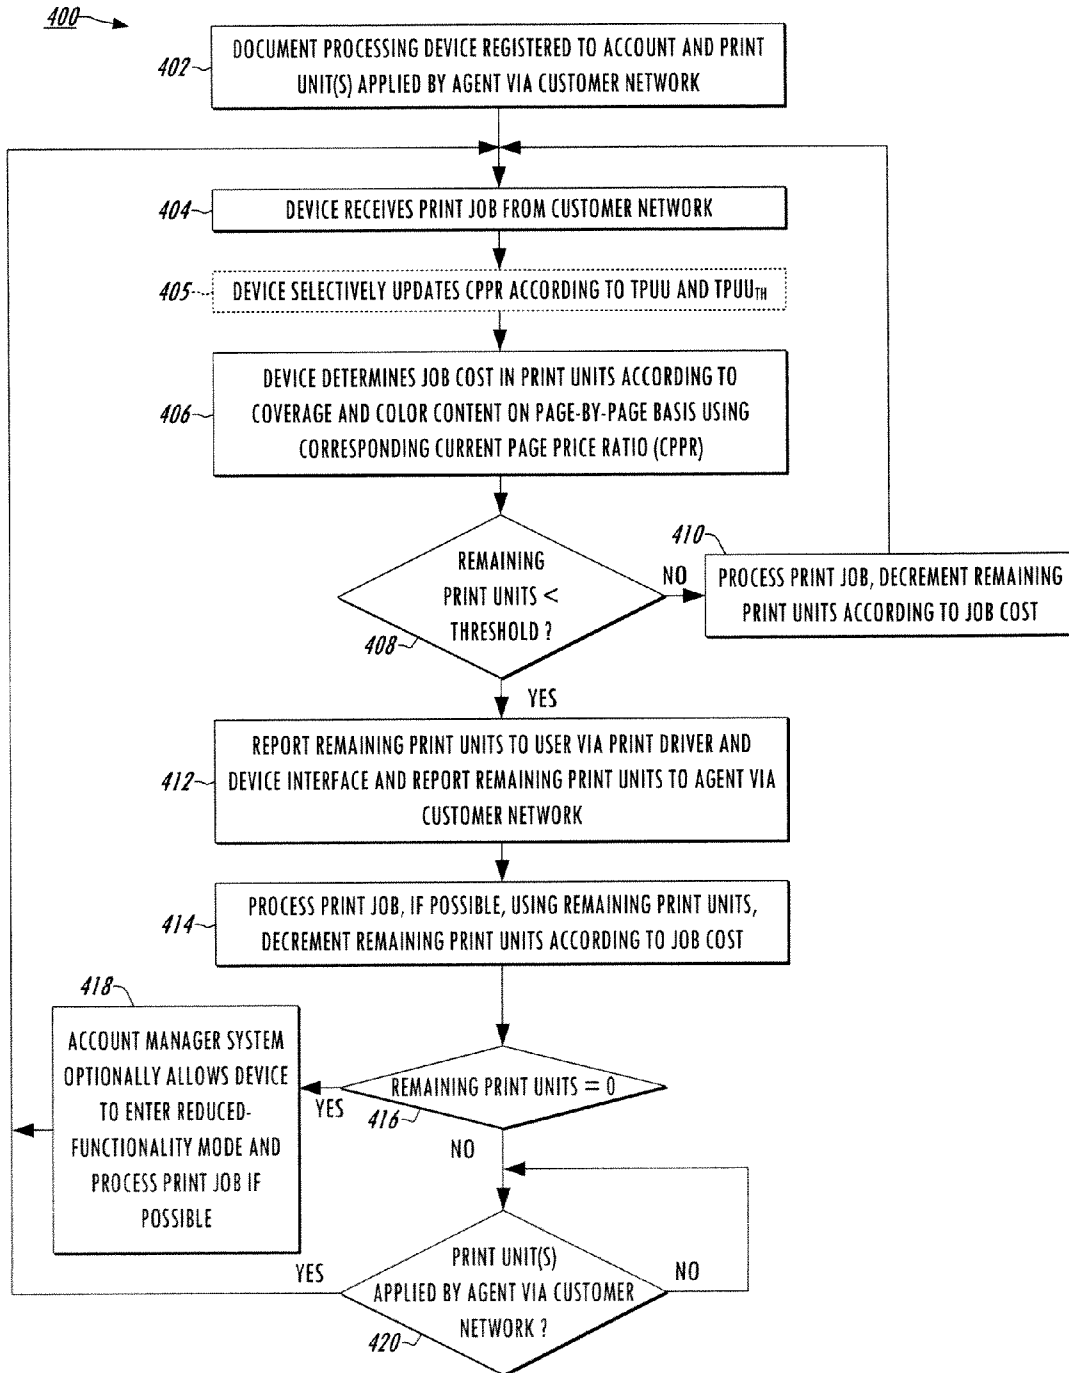 400
402
DOCUMENT PROCESSING DEVICE REGISTERED TO ACCOUNT AND PRINT
UNIT(S) APPLIED BY AGENT VIA CUSTOMER NETWORK
404
DEVICE RECEIVES PRINT JOB FROM CUSTOMER NETWORK
405
DEVICE SELECTIVELY UPDATES CPPR ACCORDING TO TPUU AND TPUUTH
406
DEVICE DETERMINES JOB COST IN PRINT UNITS ACCORDING TO
COVERAGE AND COLOR CONTENT ON PAGE-BY-PAGE BASIS USING
CORRESPONDING CURRENT PAGE PRICE RATIO (CPPR)
REMAINING
PRINT UNITS <
THRESHOLD ?
408
NO
410
PROCESS PRINT JOB, DECREMENT REMAINING
PRINT UNITS ACCORDING TO JOB COST
YES
412
REPORT REMAINING PRINT UNITS TO USER VIA PRINT DRIVER AND
DEVICE INTERFACE AND REPORT REMAINING PRINT UNITS TO AGENT VIA
CUSTOMER NETWORK
414
PROCESS PRINT JOB, IF POSSIBLE, USING REMAINING PRINT UNITS,
DECREMENT REMAINING PRINT UNITS ACCORDING TO JOB COST
REMAINING PRINT UNITS = 0
416
YES
418
ACCOUNT MANAGER SYSTEM
OPTIONALLY ALLOWS DEVICE
TO ENTER REDUCED-
FUNCTIONALITY MODE AND
PROCESS PRINT JOB IF
POSSIBLE
NO
PRINT UNIT(S)
APPLIED BY AGENT VIA CUSTOMER
NETWORK ?
420
YES
NO